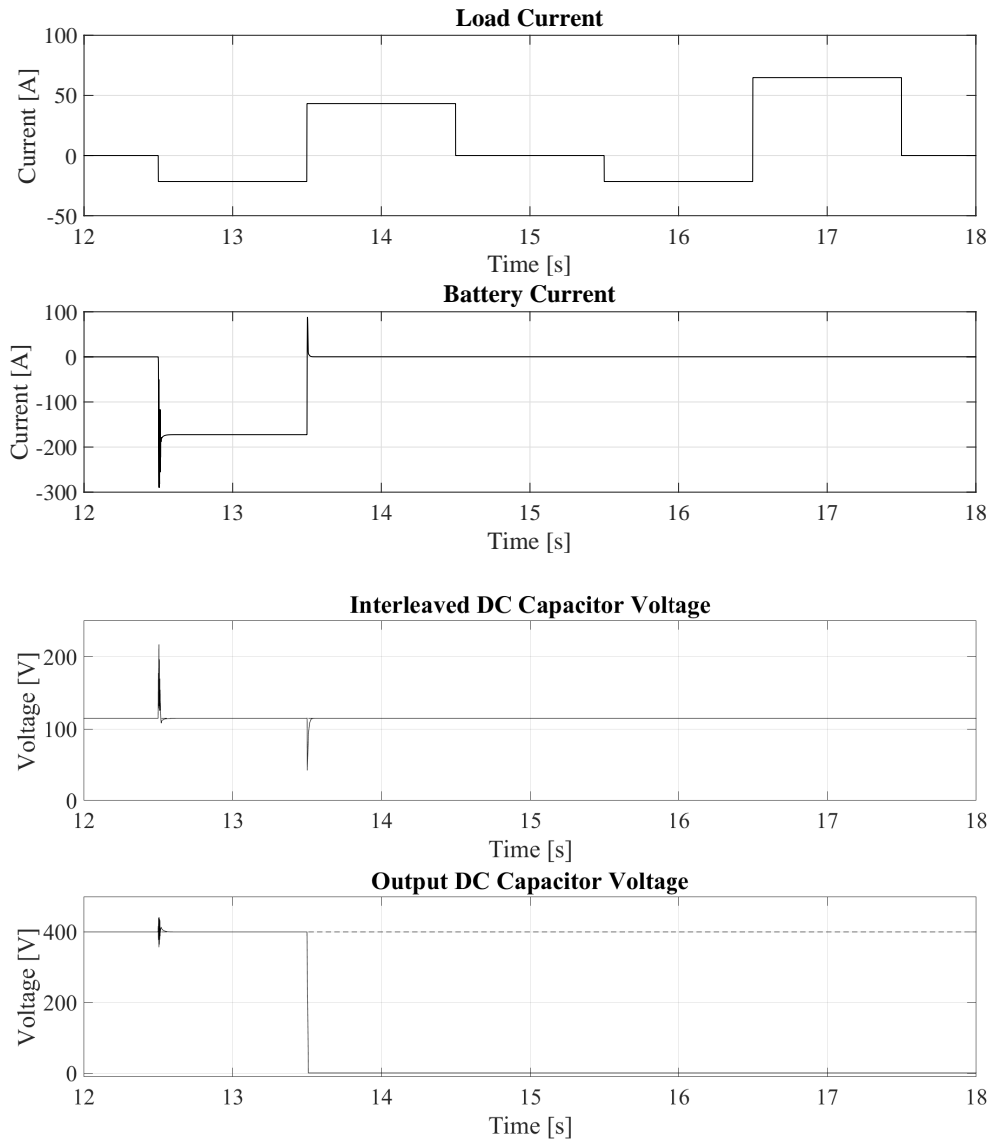 Load Current
100
50
0
-50
Current [A]
12 13 14 15 16 17 18
Time [s]
Battery Current
100
0
-100
-200
-300
Current [A]
12 13 14 15 16 17 18
Time [s]
Interleaved DC Capacitor Voltage
200
100
0
Voltage [V]
12 13 14 15 16 17 18
Time [s]
Output DC Capacitor Voltage
400
200
0
Voltage [V]
12 13 14 15 16 17 18
Time [s]